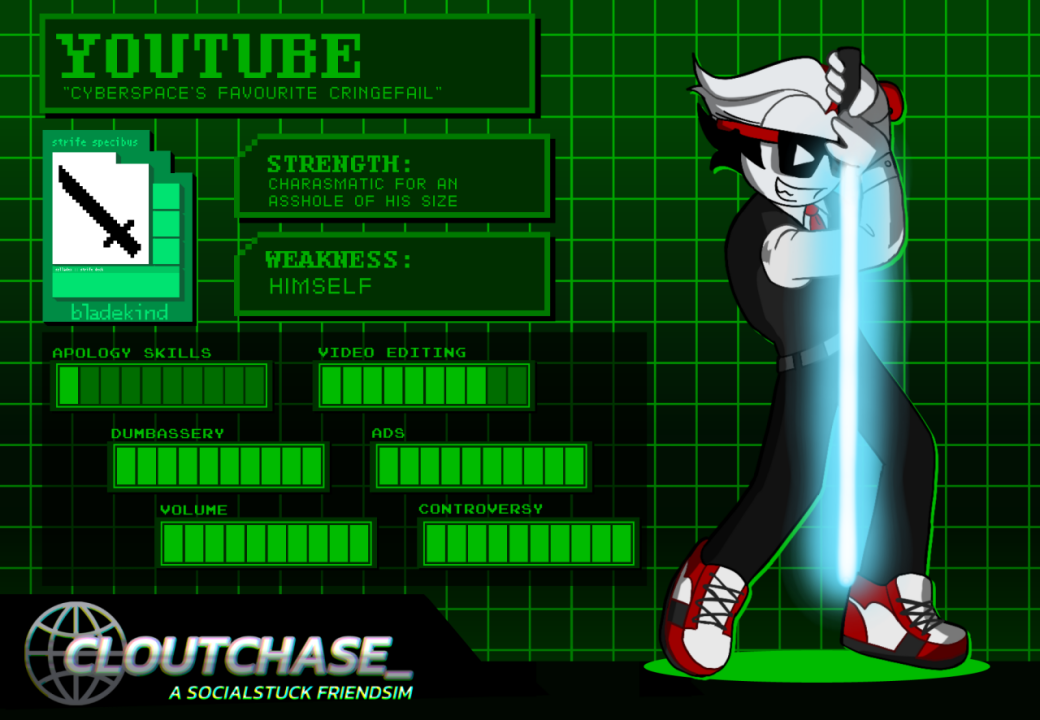 YOUTUBE
"CYBERSPACE'S FAVOURITE CRINGEFAIL"
strife specibus
STRENGTH:
CHARASMATIC FOR AN
ASSHOLE OF HIS SIZE
WEAKNESS:
HIMSELF
bladekind
APOLOGY SKILLS
VIDEO EDITING
DUMBASSERY
ADS
VOLUME
CONTROVERSY
CLOUTCHASE_
A SOCIALSTUCK FRIENDSIM